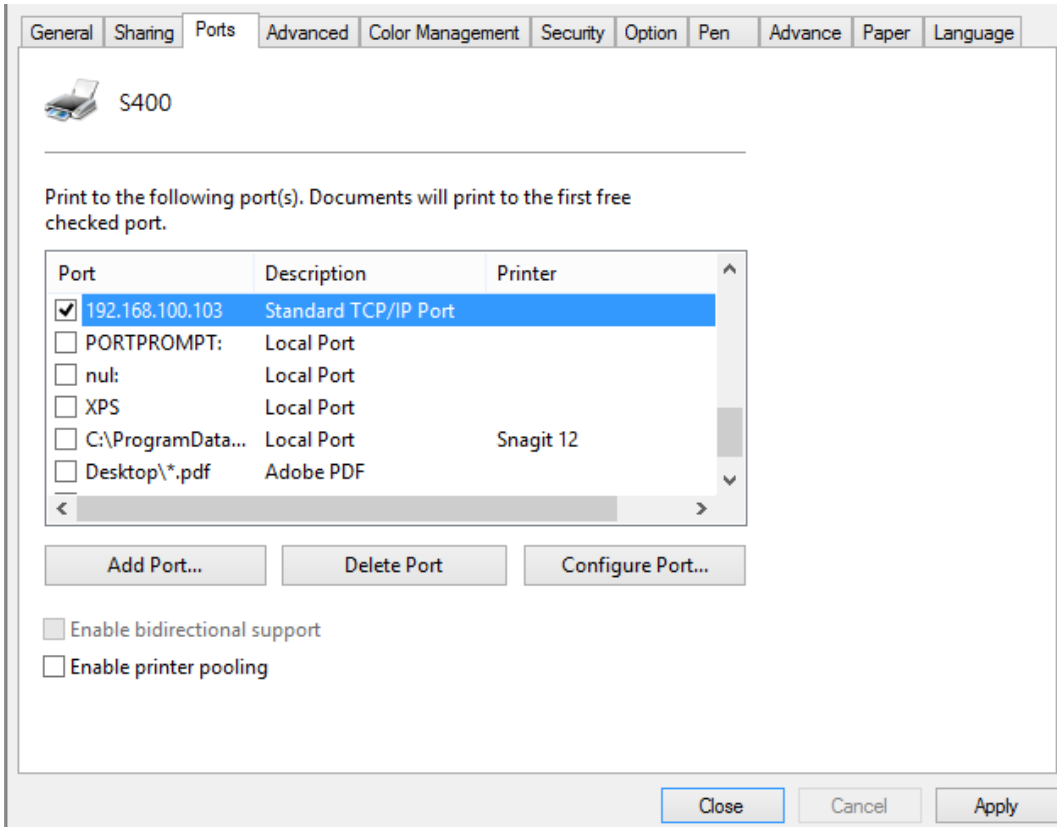 General Sharing Ports Advanced Color Management Security Option Pen Advance Paper Language
S400
Print to the following port(s). Documents will print to the first free
checked port.
Port Description Printer
192.168.100.103 Standard TCP/IP Port
PORTPROMPT: Local Port
nul: Local Port
XPS Local Port
C:\ProgramData... Local Port Snagit 12
Desktop\*.pdf Adobe PDF
Add Port... Delete Port Configure Port...
Enable bidirectional support
Enable printer pooling
Close Cancel Apply